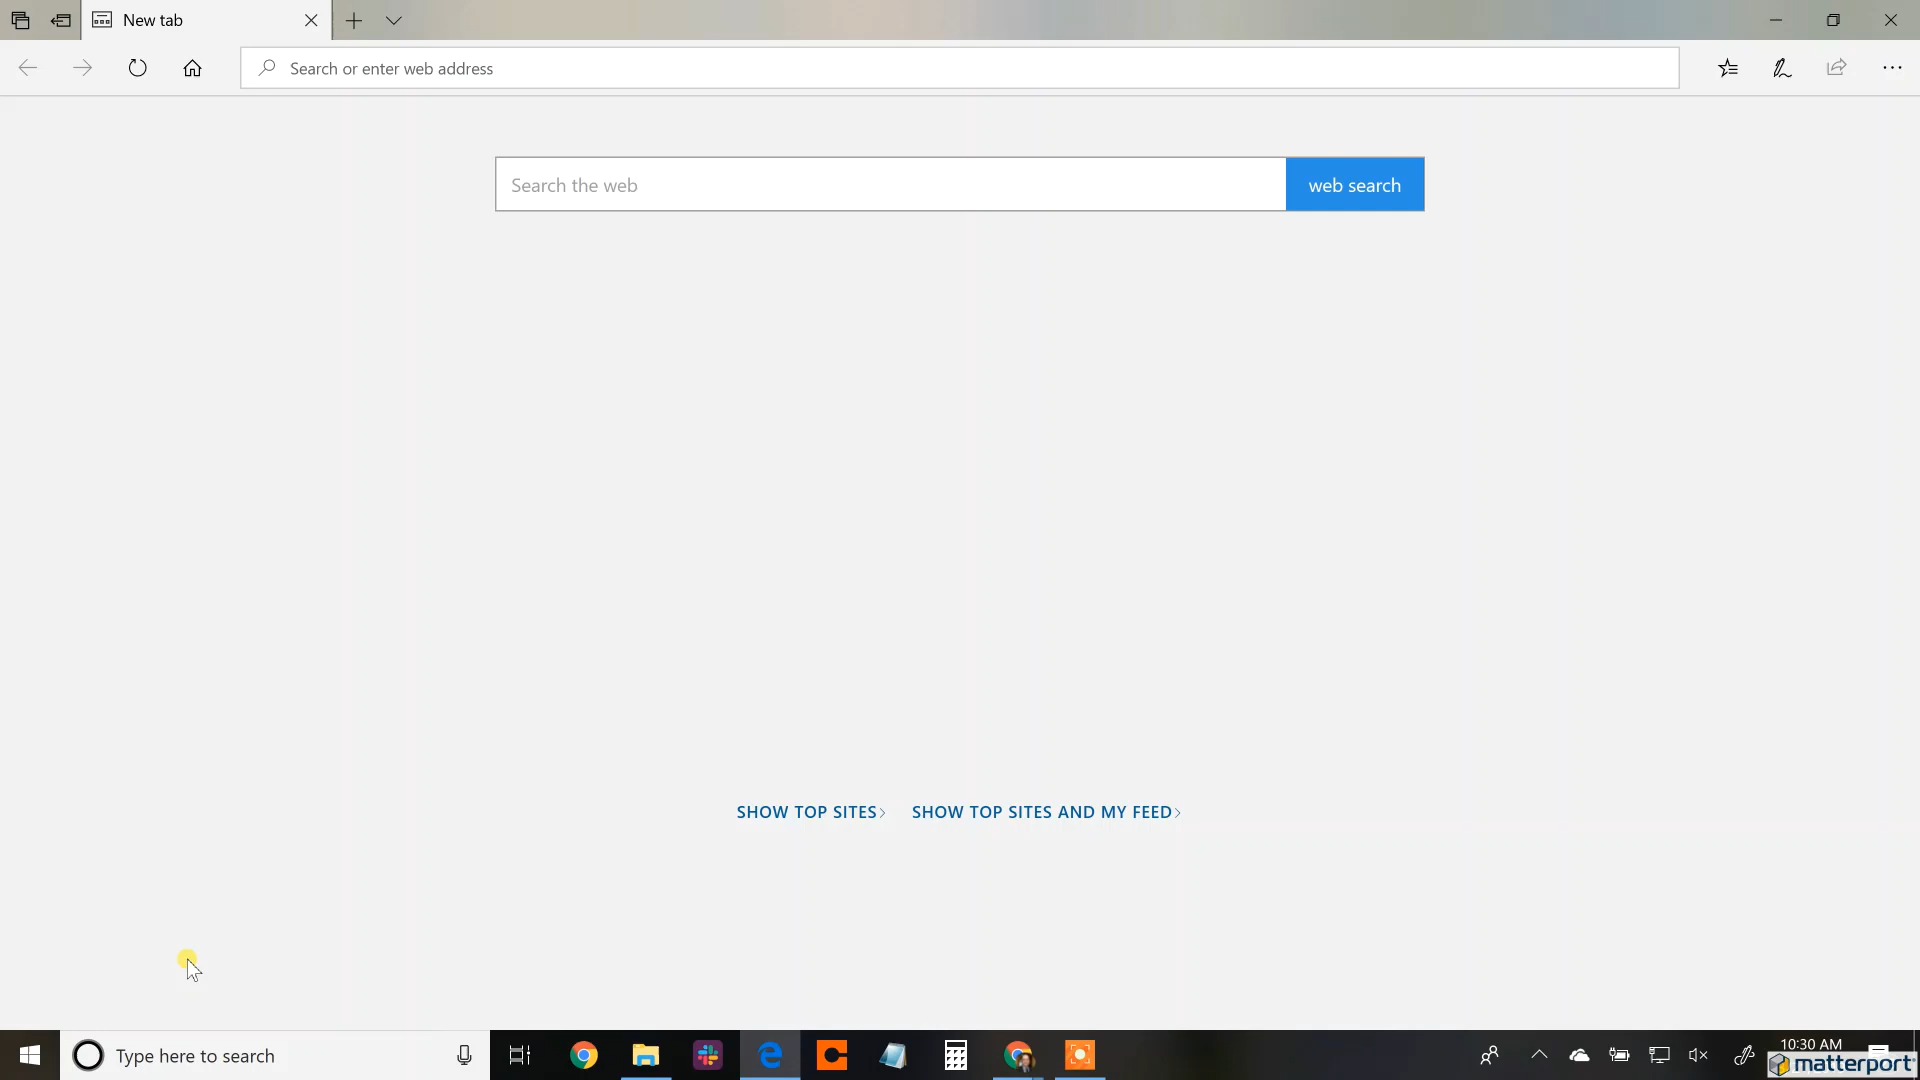 New tab
Search or enter web address
Search the web
web search
SHOW TOP SITES
SHOW TOP SITES AND MY FEED
Type here to search
10:30 AM
matterport